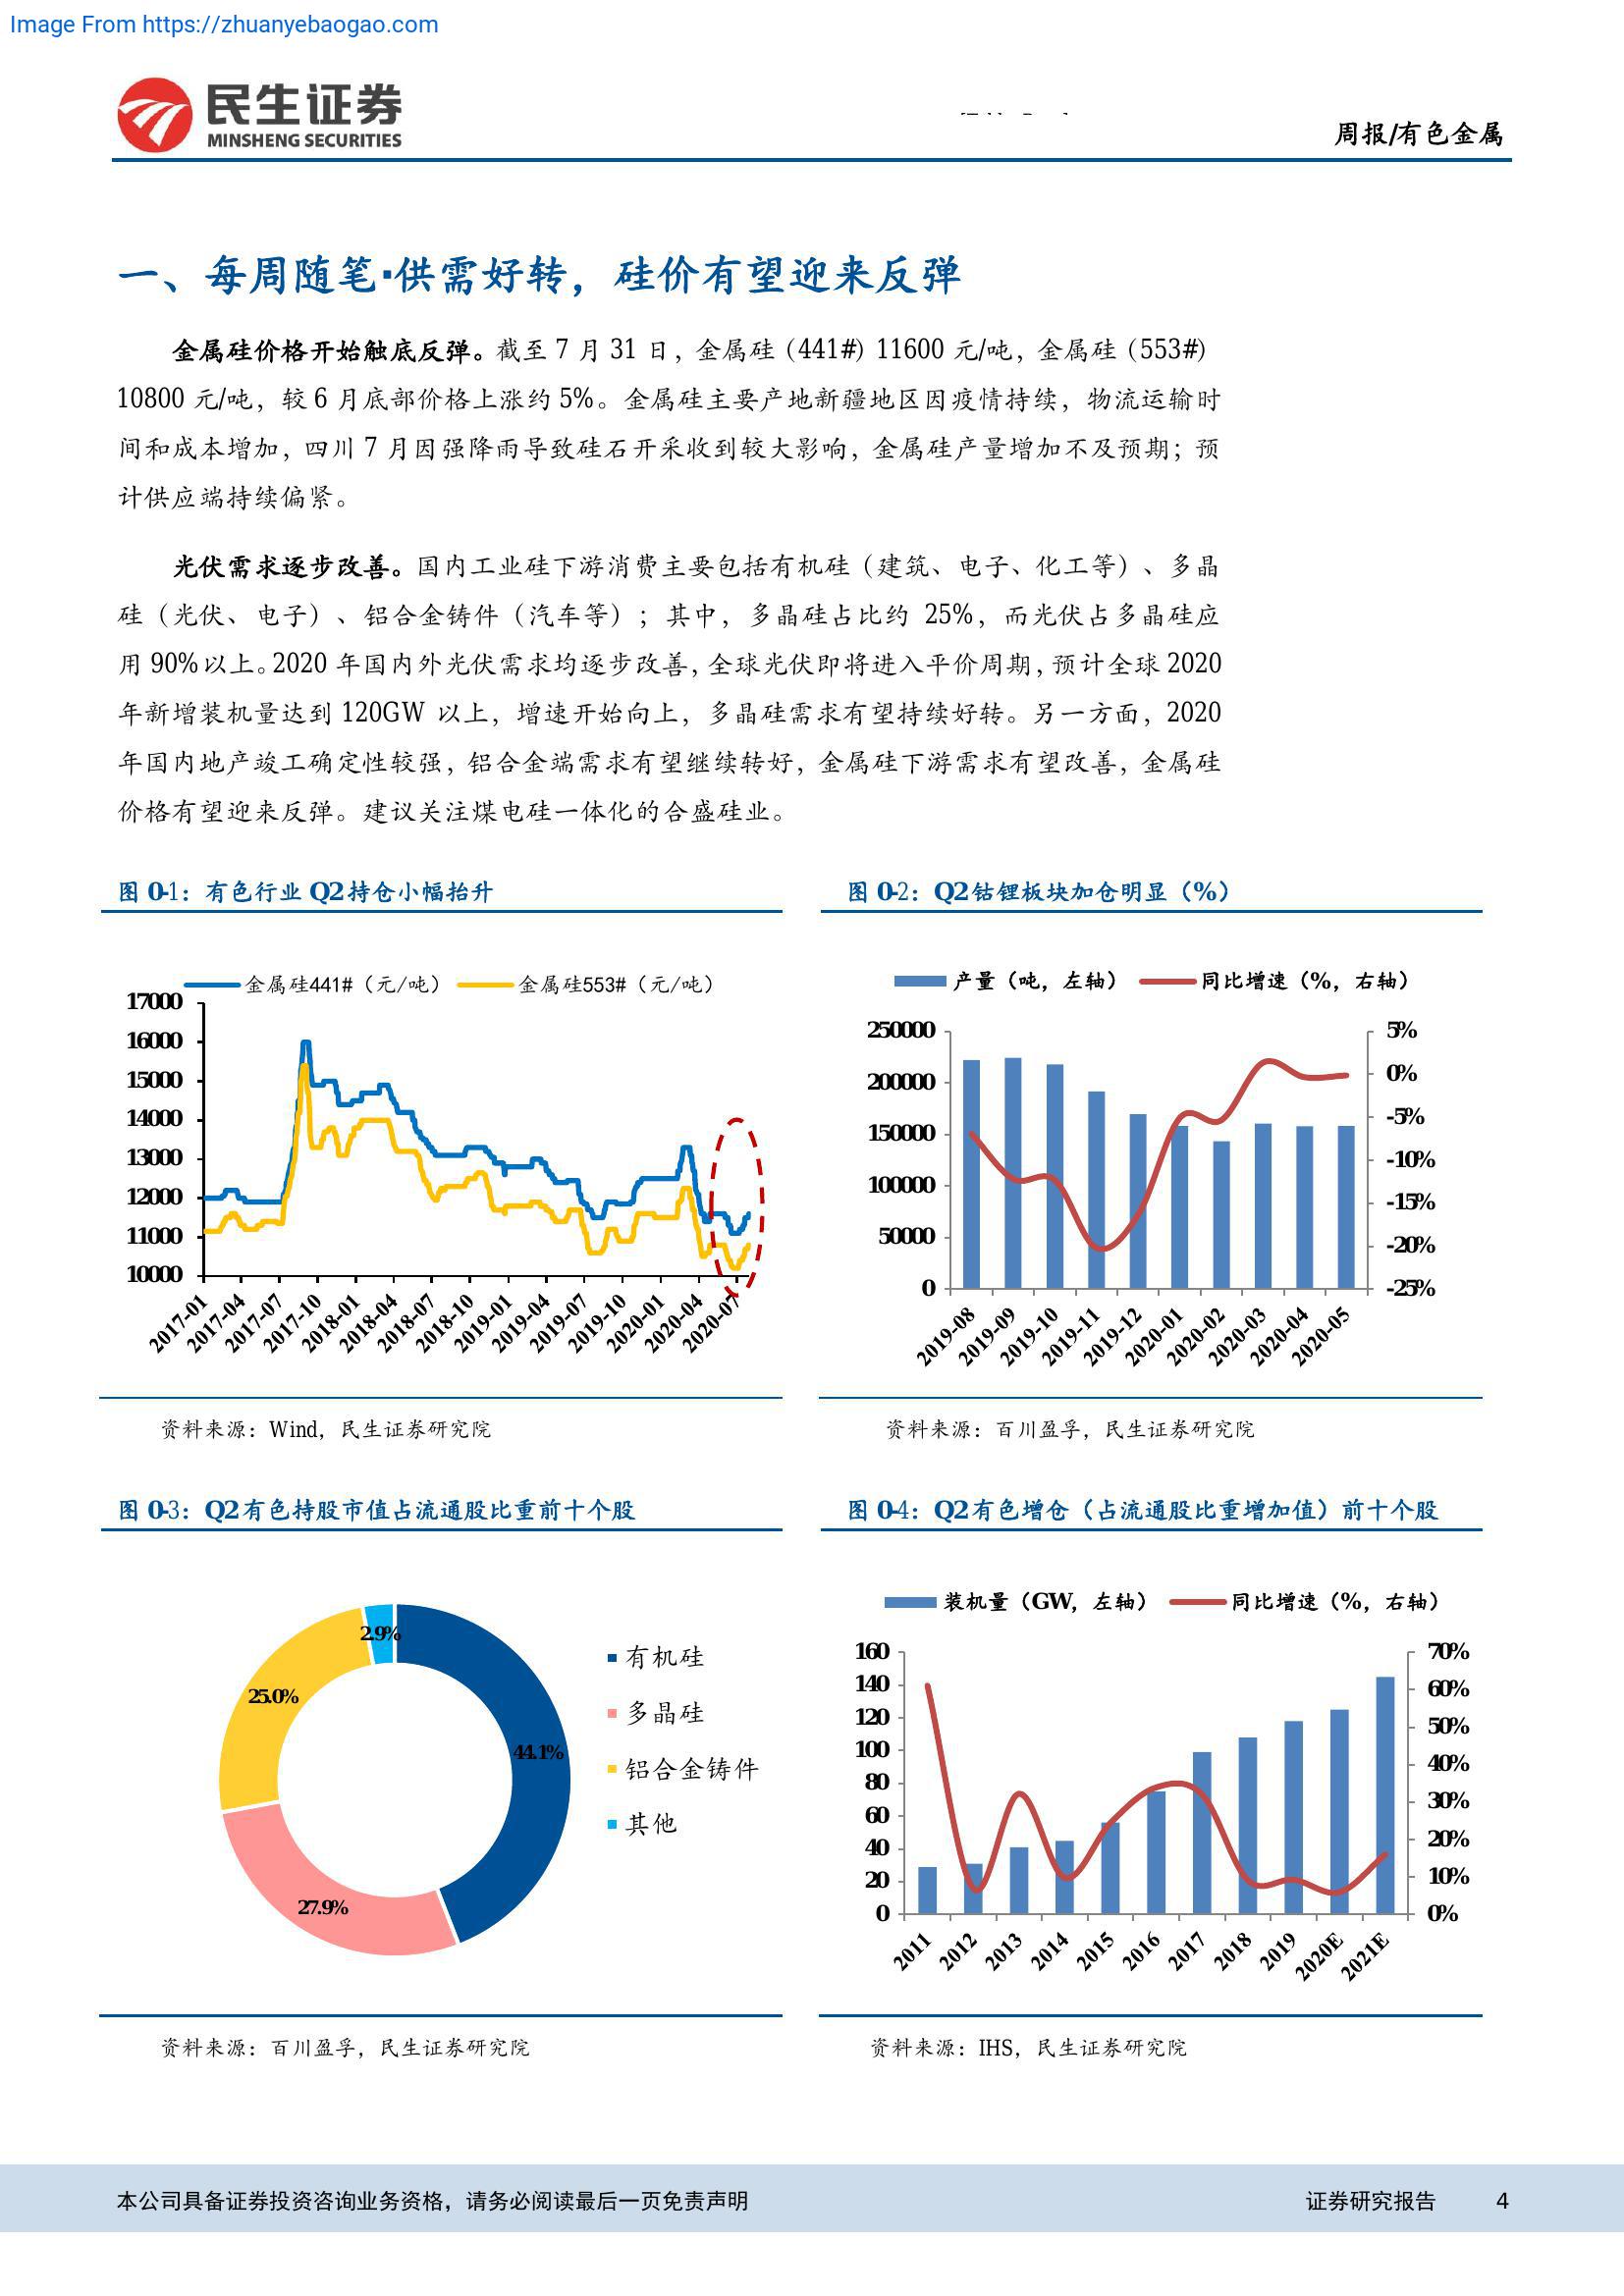 Image From https://zhuanyebaogao.com
民生证券
MINSHENG SECURITIES
周报/有色金属
一、每周随笔·供需好转，硅价有望迎来反弹
金属硅价格开始触底反弹。截至 7 月 31 日，金属硅（441#）11600 元/吨，金属硅（553#）
10800 元/吨，较 6 月底部价格上涨约 5%。金属硅主要产地新疆地区因疫情持续，物流运输时
间和成本增加，四川 7 月因强降雨导致硅石开采收到较大影响，金属硅产量增加不及预期；预
计供应端持续偏紧。
光伏需求逐步改善。国内工业硅下游消费主要包括有机硅（建筑、电子、化工等）、多晶
硅（光伏、电子）、铝合金铸件（汽车等）；其中，多晶硅占比约 25%，而光伏占多晶硅应
用 90%以上。2020 年国内外光伏需求均逐步改善，全球光伏即将进入平价周期，预计全球 2020
年新增装机量达到 120GW 以上，增速开始向上，多晶硅需求有望持续好转。另一方面，2020
年国内地产竣工确定性较强，铝合金端需求有望继续转好，金属硅下游需求有望改善，金属硅
价格有望迎来反弹。建议关注煤电硅一体化的合盛硅业。
图 0-1：有色行业 Q2 持仓小幅抬升
金属硅441#（元/吨） 金属硅553#（元/吨）
17000
16000
15000
14000
13000
12000
11000
10000
2017-01 2017-04 2017-07 2017-10 2018-01 2018-04 2018-07 2018-10 2019-01 2019-04 2019-07 2019-10 2020-01 2020-04 2020-07
资料来源：Wind，民生证券研究院
图 0-2：Q2 钴锂板块加仓明显（%）
产量（吨，左轴） 同比增速（%，右轴）
250000
200000
150000
100000
50000
0
5%
0%
-5%
-10%
-15%
-20%
-25%
2019-08 2019-09 2019-10 2019-11 2019-12 2020-01 2020-02 2020-03 2020-04 2020-05
资料来源：百川盈孚，民生证券研究院
图 0-3：Q2 有色持股市值占流通股比重前十个股
2.9%
25.0%
44.1%
27.9%
有机硅
多晶硅
铝合金铸件
其他
资料来源：百川盈孚，民生证券研究院
图 0-4：Q2 有色增仓（占流通股比重增加值）前十个股
装机量（GW，左轴） 同比增速（%，右轴）
160
140
120
100
80
60
40
20
0
70%
60%
50%
40%
30%
20%
10%
0%
2011 2012 2013 2014 2015 2016 2017 2018 2019 2020E 2021E
资料来源：IHS，民生证券研究院
本公司具备证券投资咨询业务资格，请务必阅读最后一页免责声明
证券研究报告 4